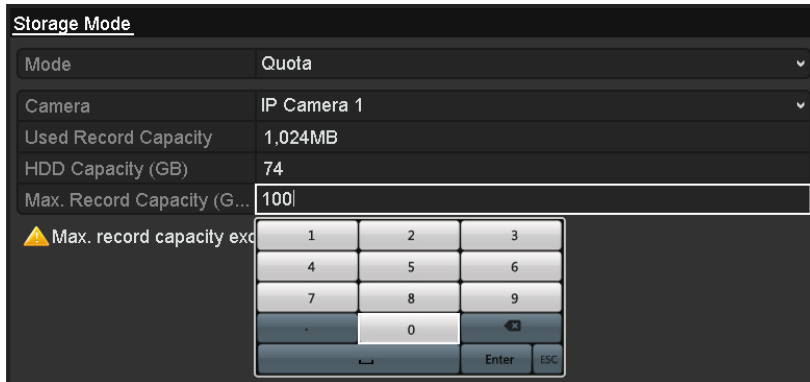 Storage Mode
Mode Quota
Camera IP Camera 1
Used Record Capacity 1,024MB
HDD Capacity (GB) 74
Max. Record Capacity (G... 100
Max. record capacity exc
1 2 3
4 5 6
7 8 9
. 0
Enter ESC